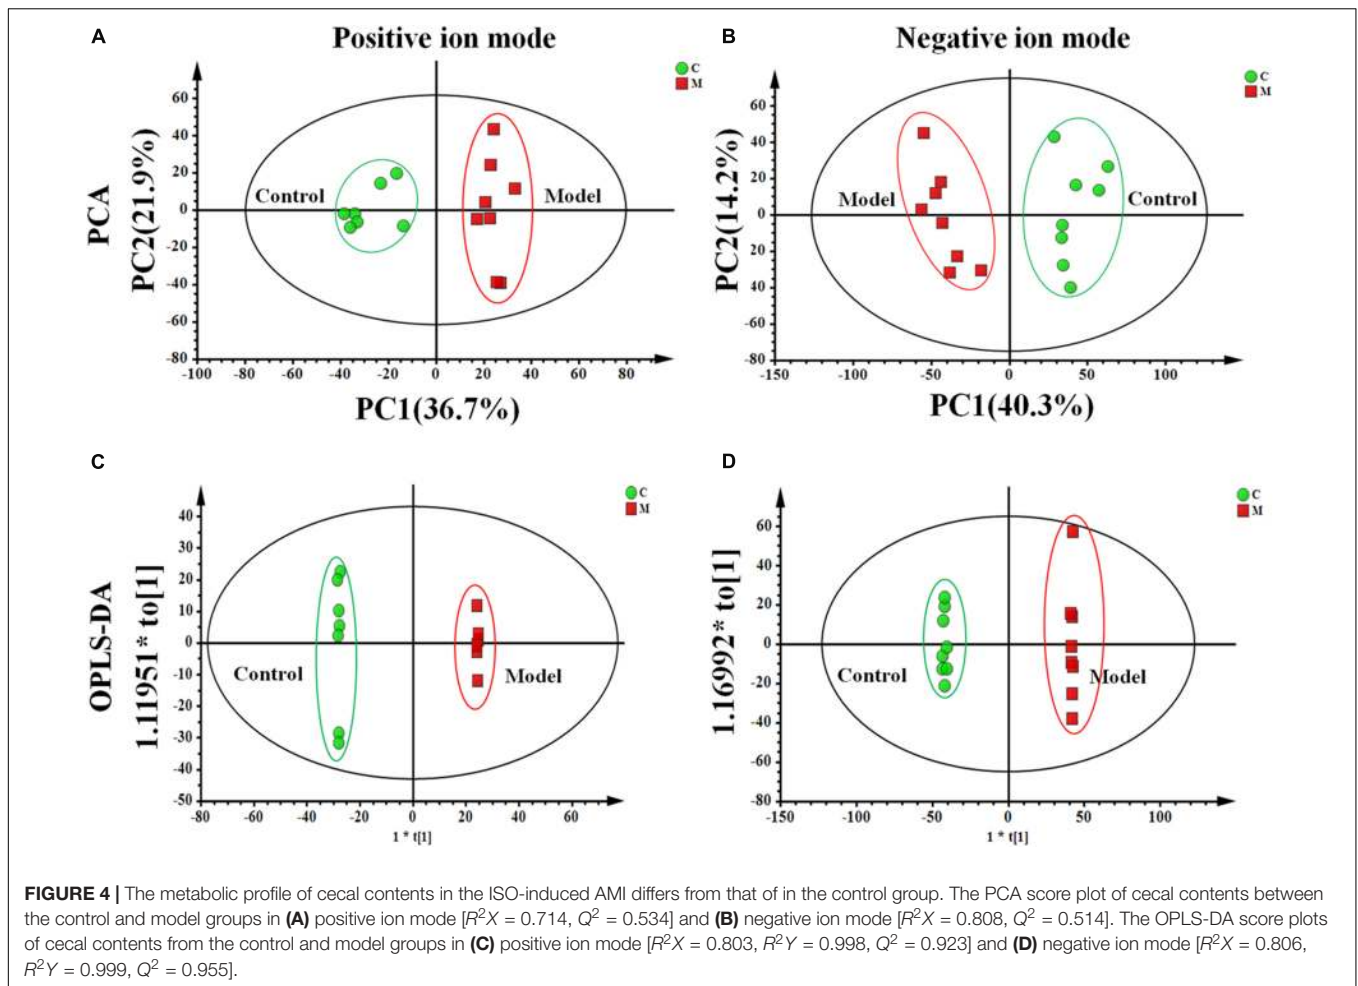 A
Positive ion mode
C
M
PCA
PC2(21.9%)
60
40
20
0
-20
-40
-60
-80
Control
Model
-100 -80 -60 -40 -20 0 20 40 60 80
PC1(36.7%)
B
Negative ion mode
C
M
PC2(14.2%)
60
40
20
0
20
40
60
-80
Model
Control
-150 -100 -50 0 50 100
PC1(40.3%)
C
C
M
OPLS-DA
1.11951* to[1]
40
30
20
10
0
-10
-20
-30
-40
-50
Control
Model
-80 -60 -40 -20 0 20 40 60
1 * t[1]
D
C
M
1.16992* to[1]
60
40
20
0
-20
-40
-60
-80
Control
Model
-150 -100 -50 0 50 100
1 * t[1]
FIGURE 4 | The metabolic profile of cecal contents in the ISO-induced AMI differs from that of in the control group. The PCA score plot of cecal contents between
the control and model groups in (A) positive ion mode [R²X = 0.714, Q² = 0.534] and (B) negative ion mode [R²X = 0.808, Q² = 0.514]. The OPLS-DA score plots
of cecal contents from the control and model groups in (C) positive ion mode [R²X = 0.803, R²Y = 0.998, Q² = 0.923] and (D) negative ion mode [R²X = 0.806,
R²Y = 0.999, Q² = 0.955].